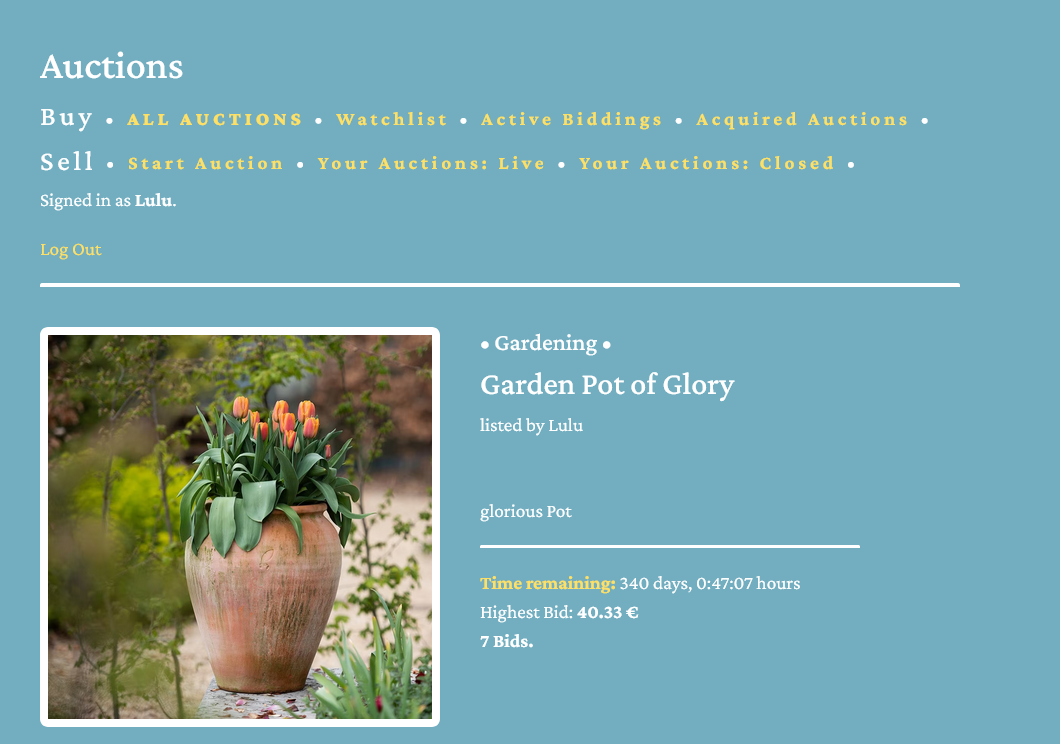 Auctions
Buy • ALL AUCTIONS • Watchlist • Active Biddings • Acquired Auctions •
Sell • Start Auction • Your Auctions: Live • Your Auctions: Closed •
Signed in as Lulu.
Log Out
• Gardening •
Garden Pot of Glory
listed by Lulu
glorious Pot
Time remaining: 340 days, 0:47:07 hours
Highest Bid: 40.33 €
7 Bids.